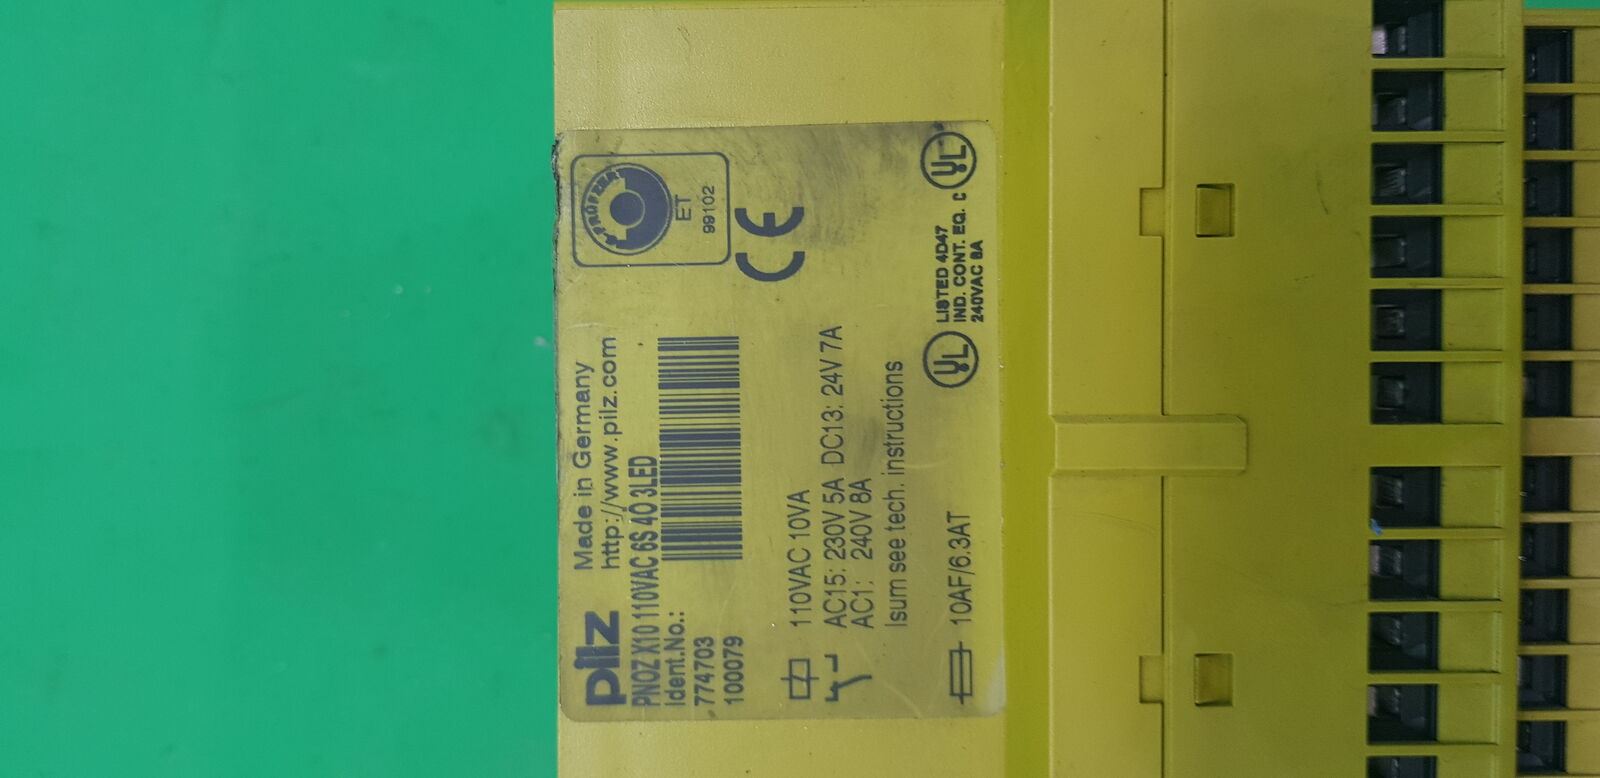 pilz
Made in Germany
http://www.pilz.com
PNOZ X10 110VAC 6S 4O 3LED
Ident.No.:
774703
100079
ET
99102
CE
110VAC 10VA
AC15: 230V 5A DC13: 24V 7A
AC1: 240V 8A
Isum see tech. instructions
10AF/6.3AT
UL
LISTED 4D47
IND. CONT. EQ.
240VAC 8A
C UL